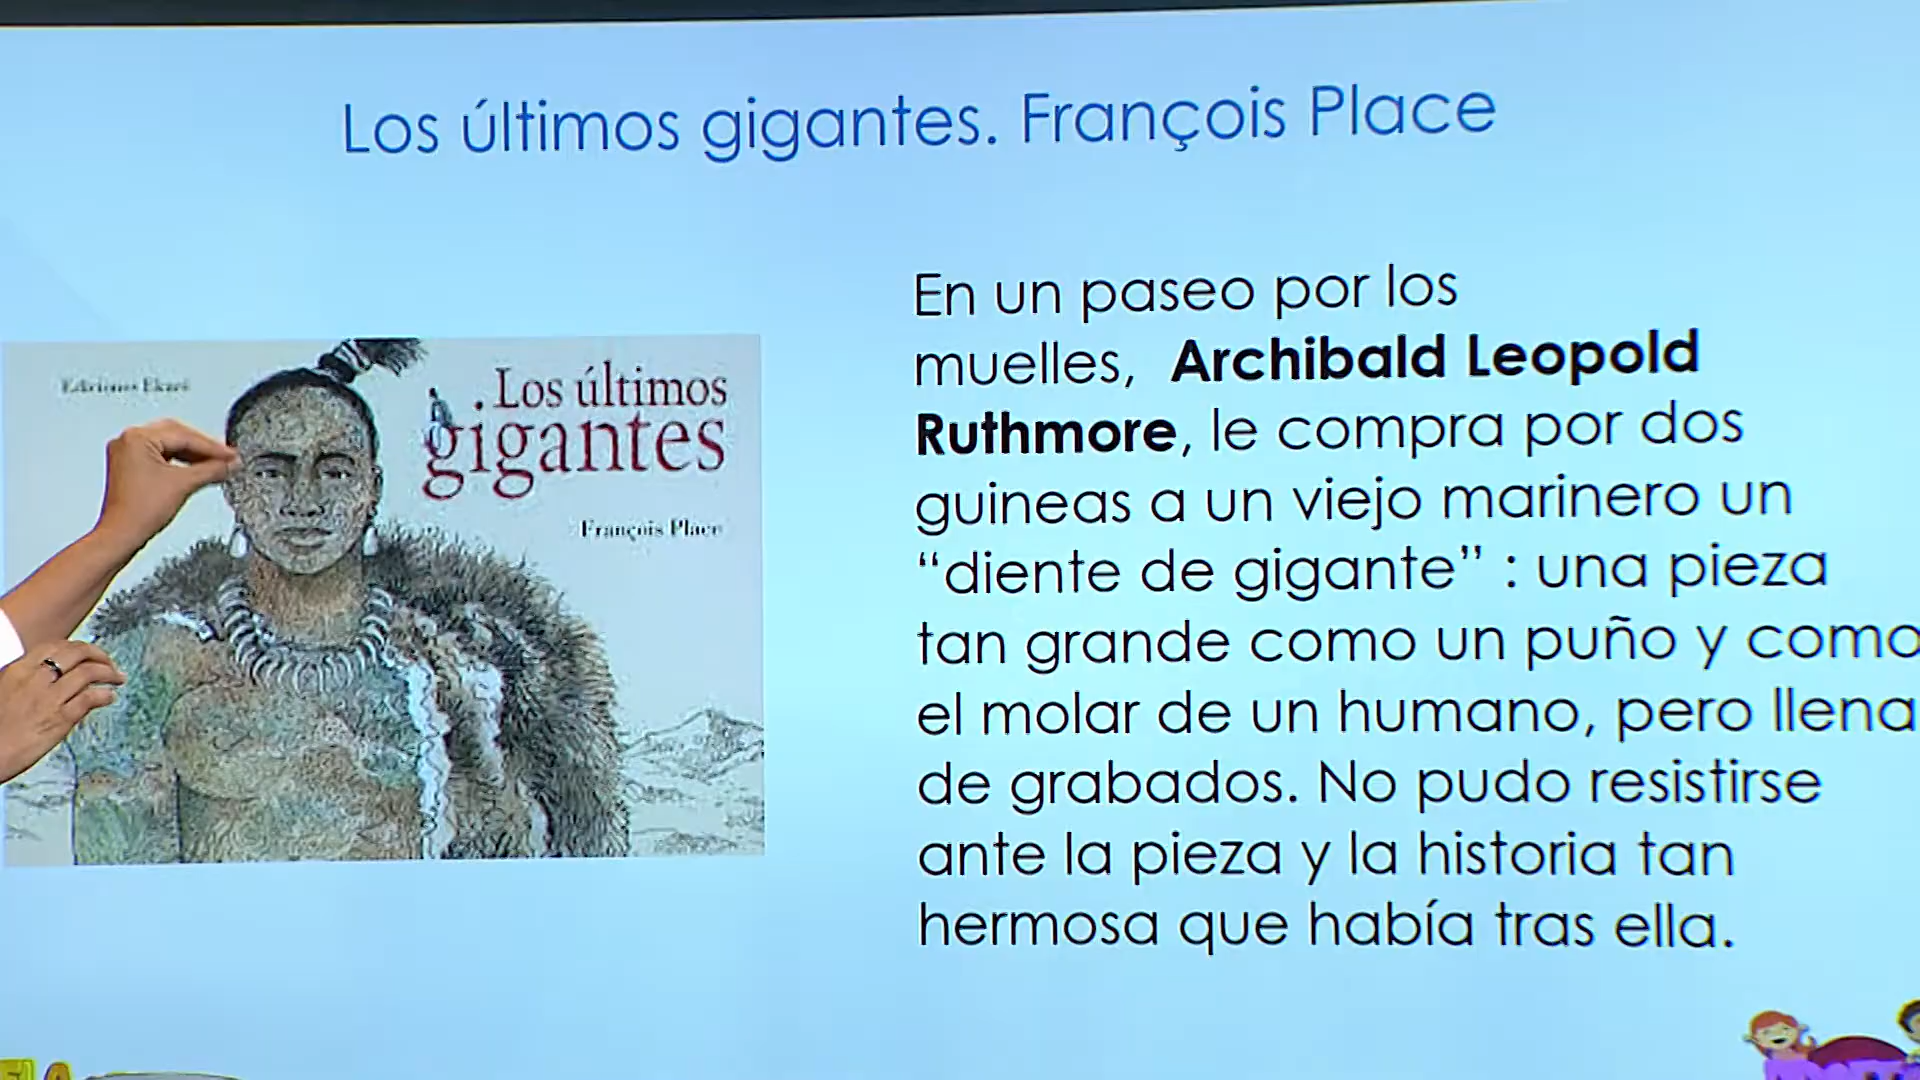 Los últimos gigantes. François Place
En un paseo por los
muelles, Archibald Leopold
Ruthmore, le compra por dos
guineas a un viejo marinero un
“diente de gigante” : una pieza
tan grande como un puño y como
el molar de un humano, pero llena
de grabados. No pudo resistirse
ante la pieza y la historia tan
hermosa que había tras ella.
Ediciones Ekaré
Los últimos
gigantes
François Place